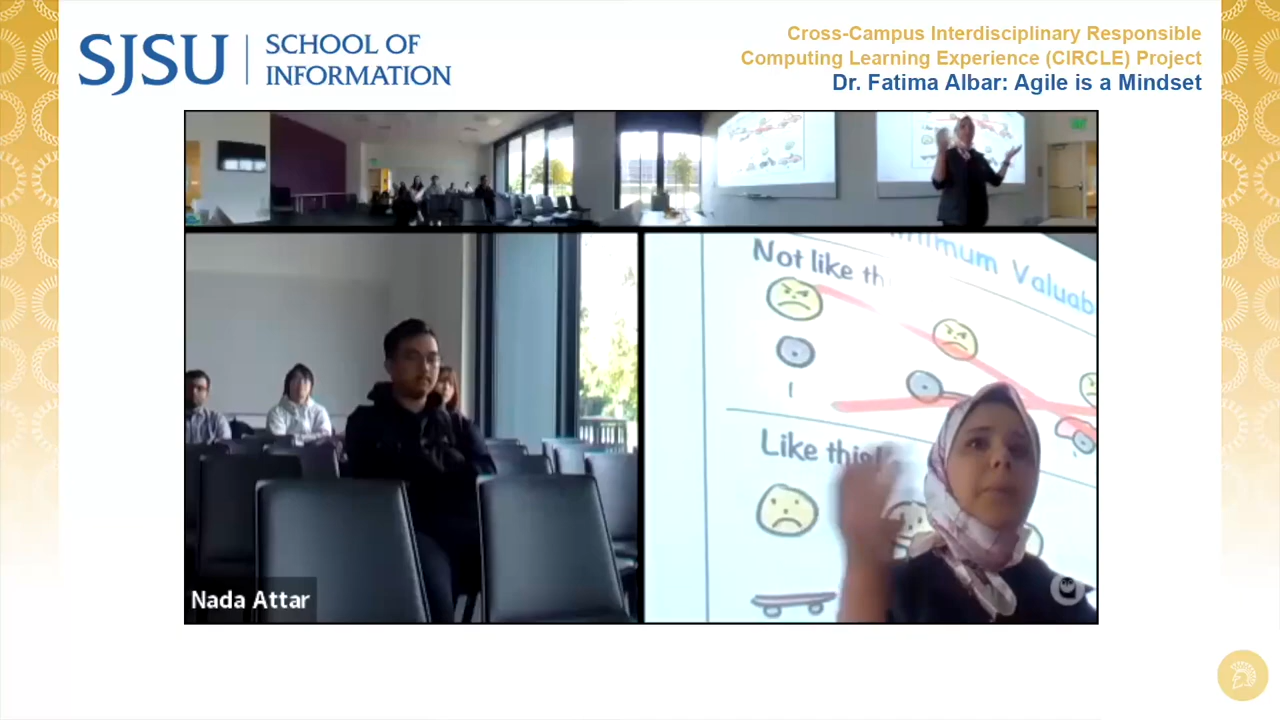 SJSU
SCHOOL OF
INFORMATION
Cross-Campus Interdisciplinary Responsible
Computing Learning Experience (CIRCLE) Project
Dr. Fatima Albar: Agile is a Mindset
Valuab
Not like th
Like this!
Nada Attar